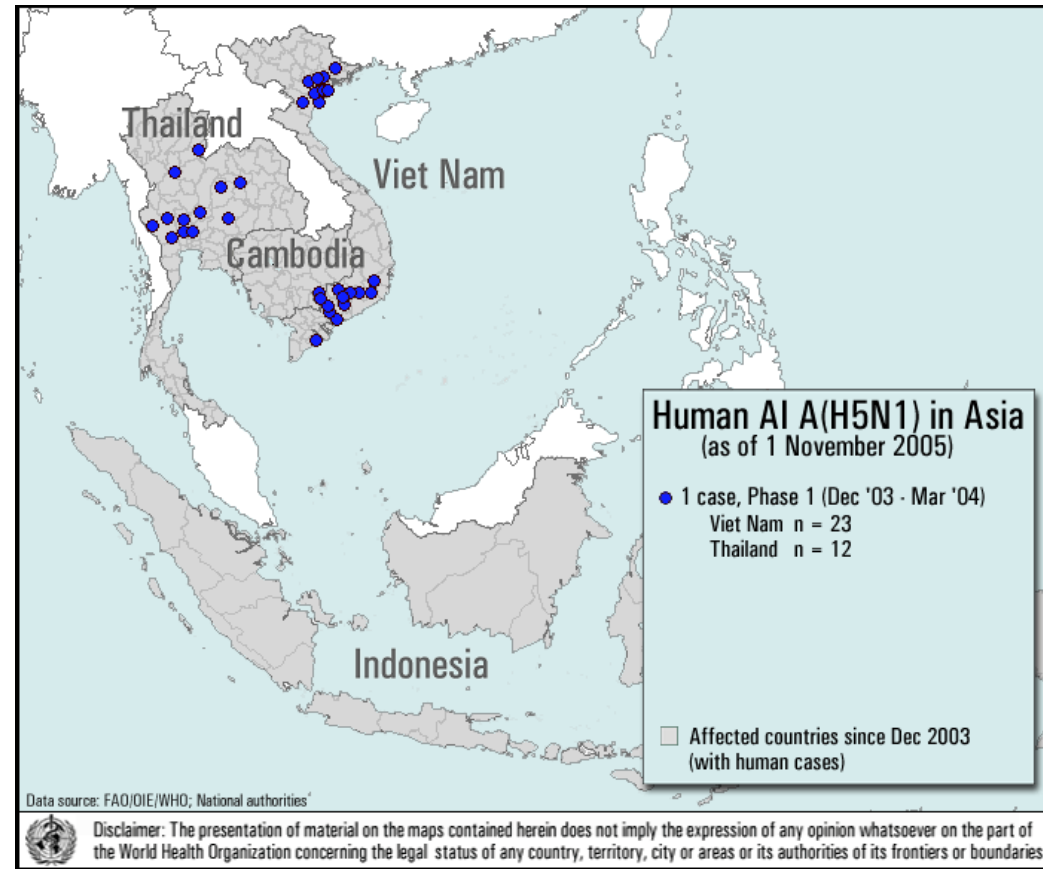 Thailand
Viet Nam
Cambodia
Indonesia
Human AI A(H5N1) in Asia
(as of 1 November 2005)
1 case, Phase 1 (Dec '03 - Mar '04)
Viet Nam n = 23
Thailand n = 12
Affected countries since Dec 2003
(with human cases)
Data source: FAO/OIE/WHO; National authorities
Disclaimer: The presentation of material on the maps contained herein does not imply the expression of any opinion whatsoever on the part of
the World Health Organization concerning the legal status of any country, territory, city or areas or its authorities of its frontiers or boundaries